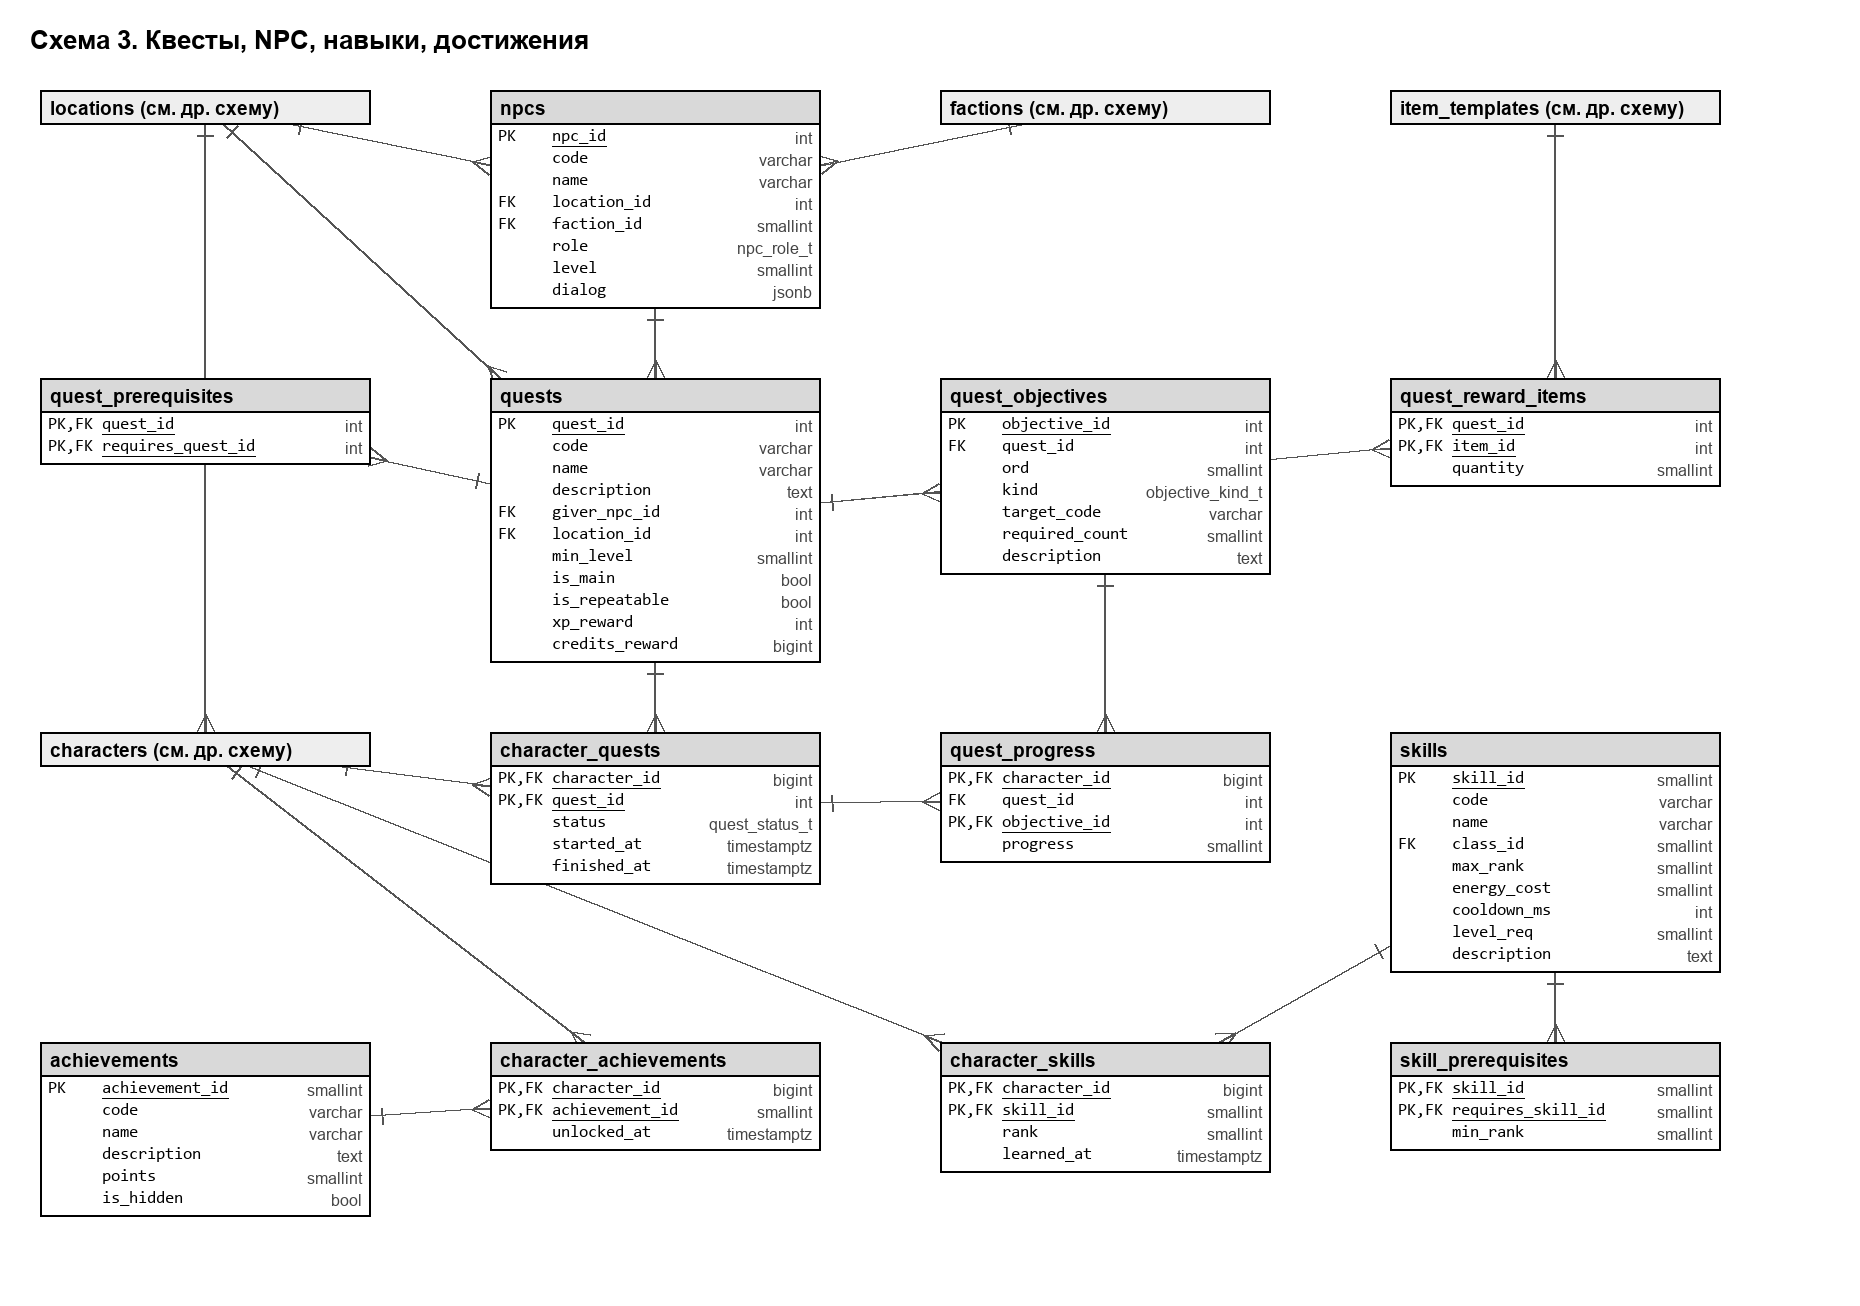 Схема 3. Квесты, NPC, навыки, достижения
locations (см. др. схему)
npcs
PK npc_id int
code varchar
name varchar
FK location_id int
FK faction_id smallint
role npc_role_t
level smallint
dialog jsonb
factions (см. др. схему)
item_templates (см. др. схему)
quest_prerequisites
PK,FK quest_id int
PK,FK requires_quest_id int
quests
PK quest_id int
code varchar
name varchar
description text
FK giver_npc_id int
FK location_id int
min_level smallint
is_main bool
is_repeatable bool
xp_reward int
credits_reward bigint
quest_objectives
PK objective_id int
FK quest_id int
ord smallint
kind objective_kind_t
target_code varchar
required_count smallint
description text
quest_reward_items
PK,FK quest_id int
PK,FK item_id int
quantity smallint
characters (см. др. схему)
character_quests
PK,FK character_id bigint
PK,FK quest_id int
status quest_status_t
started_at timestamptz
finished_at timestamptz
quest_progress
PK,FK character_id bigint
FK quest_id int
PK,FK objective_id int
progress smallint
skills
PK skill_id smallint
code varchar
name varchar
FK class_id smallint
max_rank smallint
energy_cost smallint
cooldown_ms int
level_req smallint
description text
achievements
PK achievement_id smallint
code varchar
name varchar
description text
points smallint
is_hidden bool
character_achievements
PK,FK character_id bigint
PK,FK achievement_id smallint
unlocked_at timestamptz
character_skills
PK,FK character_id bigint
PK,FK skill_id smallint
rank smallint
learned_at timestamptz
skill_prerequisites
PK,FK skill_id smallint
PK,FK requires_skill_id smallint
min_rank smallint